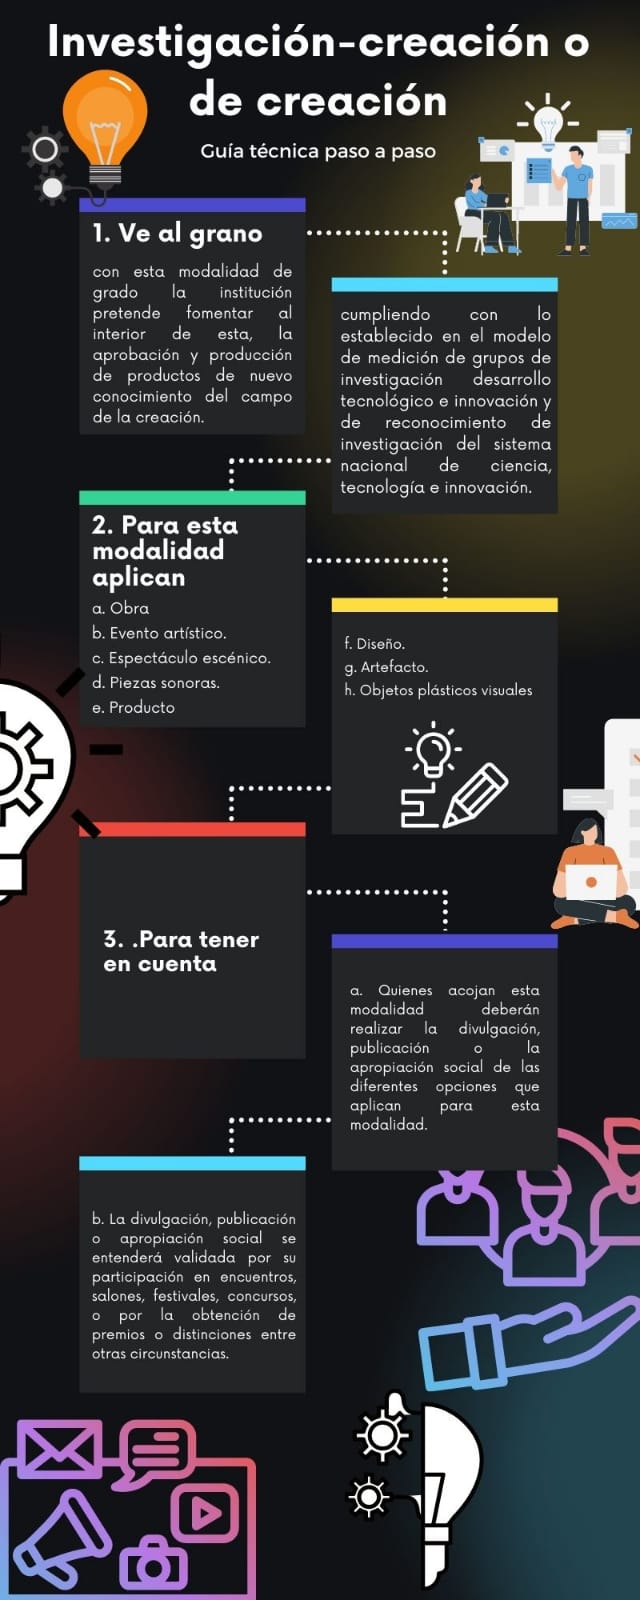 Investigación-creación o
de creación
Guía técnica paso a paso
1. Ve al grano
con esta modalidad de
grado la institución
pretende fomentar al
interior de esta, la
aprobación y producción
de productos de nuevo
conocimiento del campo
de la creación.
cumpliendo con lo
establecido en el modelo
de medición de grupos de
investigación desarrollo
tecnológico e innovación y
de reconocimiento de
investigación del sistema
nacional de ciencia,
tecnología e innovación.
2. Para esta
modalidad
aplican
a. Obra
b. Evento artístico.
c. Espectáculo escénico.
d. Piezas sonoras.
e. Producto
f. Diseño.
g. Artefacto.
h. Objetos plásticos visuales
3. .Para tener
en cuenta
a. Quienes acojan esta
modalidad deberán
realizar la divulgación,
publicación o la
apropiación social de las
diferentes opciones que
aplican para esta
modalidad.
b. La divulgación, publicación
o apropiación social se
entenderá validada por su
participación en encuentros,
salones, festivales, concursos,
o por la obtención de
premios o distinciones entre
otras circunstancias.